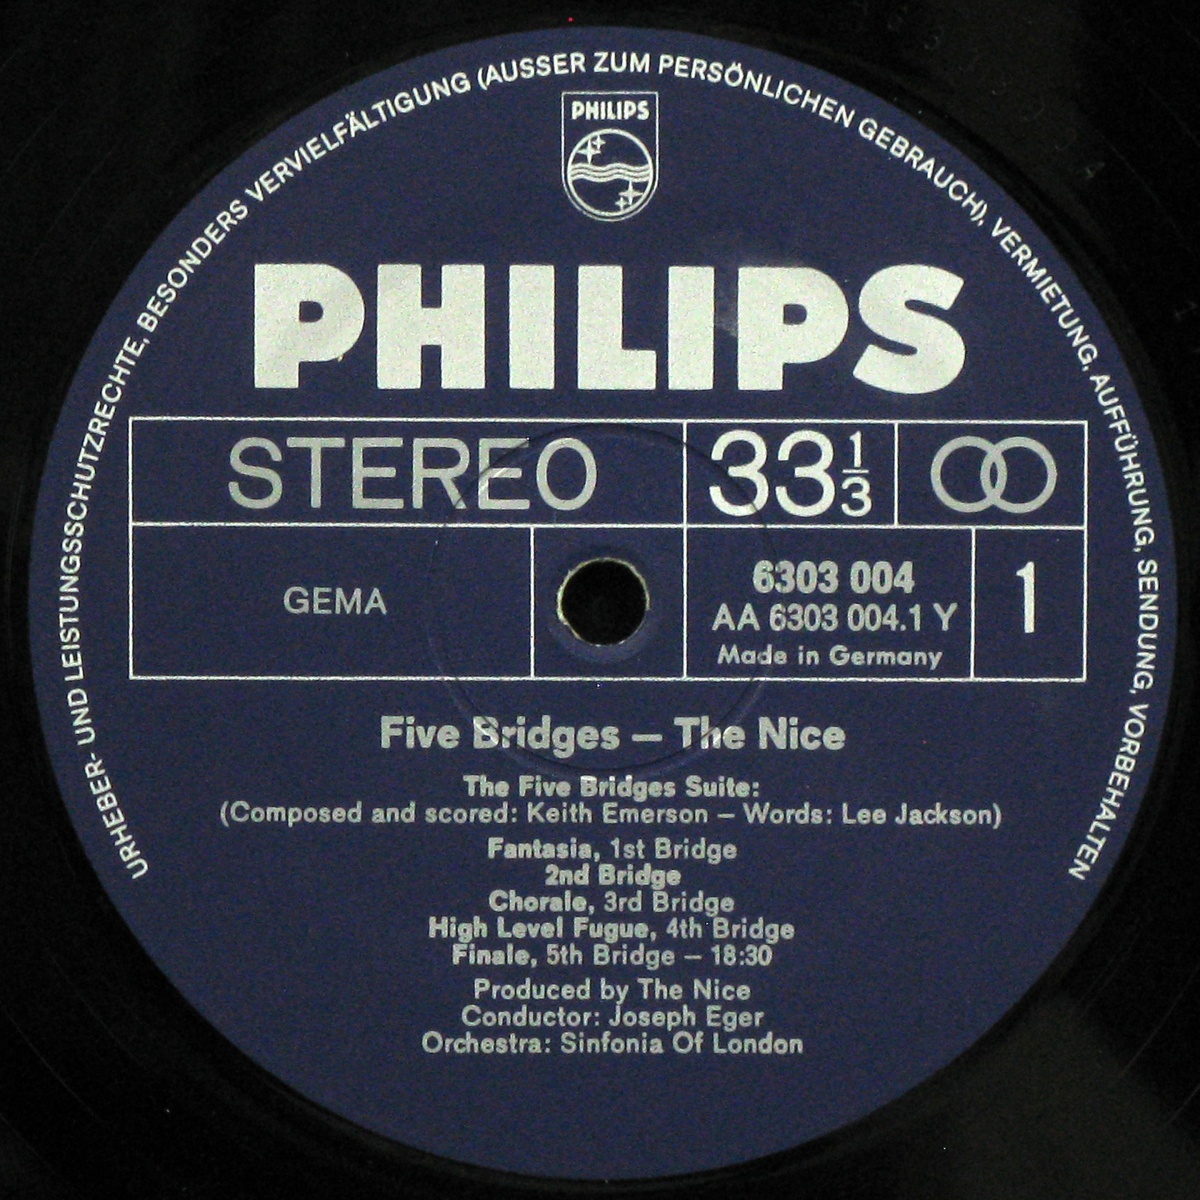 URHEBER- UND LEISTUNGSSCHUTZRECHTE, BESONDERS VERVIELFÄLTIGUNG (AUSSER ZUM PERSÖNLICHEN GEBRAUCH), VERMIETUNG, AUFFÜHRUNG, SENDUNG, VORBEHALTEN
PHILIPS
PHILIPS
STEREO
33 1/3
GEMA
6303 004
AA 6303 004.1 Y
Made in Germany
1
Five Bridges – The Nice
The Five Bridges Suite:
(Composed and scored: Keith Emerson – Words: Lee Jackson)
Fantasia, 1st Bridge
2nd Bridge
Chorale, 3rd Bridge
High Level Fugue, 4th Bridge
Finale, 5th Bridge – 18:30
Produced by The Nice
Conductor: Joseph Eger
Orchestra: Sinfonia Of London